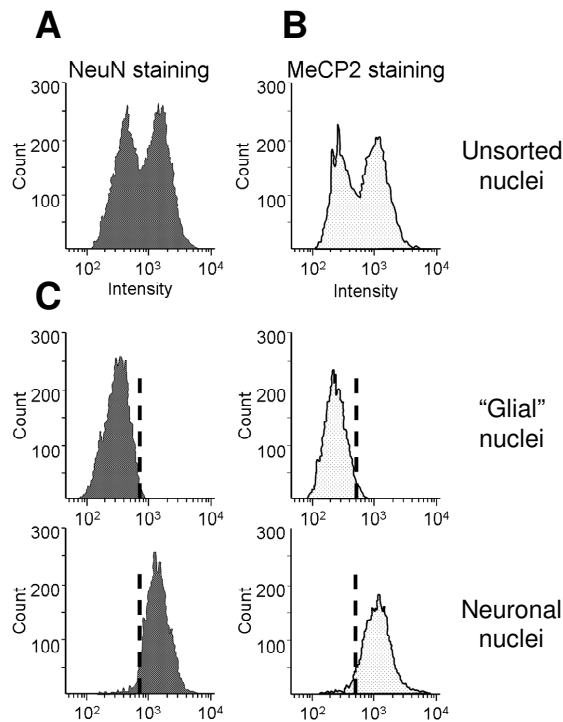 A
B
NeuN staining
MeCP2 staining
300
200
100
Count
10² 10³ 10⁴
Intensity
300
200
100
Count
10² 10³ 10⁴
Intensity
Unsorted
nuclei
C
300
200
100
Count
10² 10³ 10⁴
300
200
100
Count
10² 10³ 10⁴
“Glial”
nuclei
300
200
100
Count
10² 10³ 10⁴
300
200
100
Count
10² 10³ 10⁴
Neuronal
nuclei